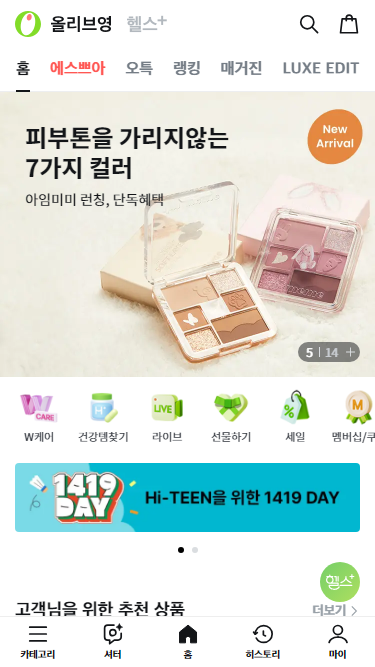 올리브영 헬스+
홈 에스쁘아 오특 랭킹 매거진 LUXE EDIT
New
Arrival
피부톤을 가리지않는
7가지 컬러
아임미미 런칭, 단독혜택
5 | 14 +
W CARE
H+
LIVE
%
M
W케어 건강템찾기 라이브 선물하기 세일 멤버십/쿠
1419
DAY
Hi-TEEN을 위한 1419 DAY
헬스+
고객님을 위한 추천 상품
더보기 >
카테고리 셔터 홈 히스토리 마이